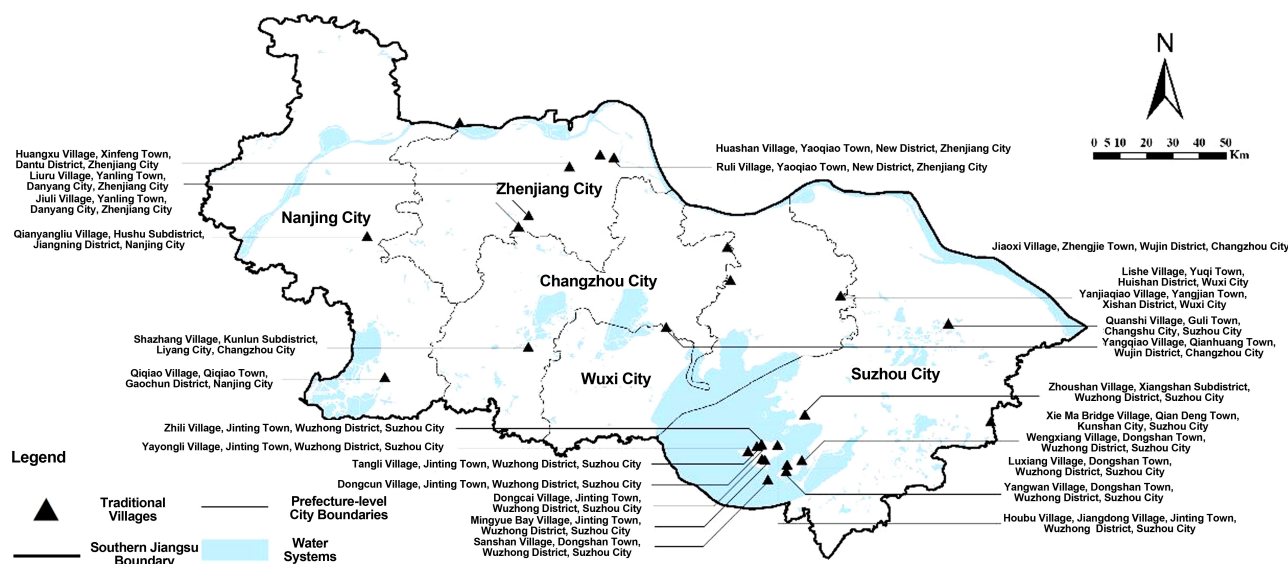 N
0 5 10 20 30 40 50
Km
Huangxu Village, Xinfeng Town,
Dantu District, Zhenjiang City
Liuru Village, Yanling Town,
Danyang City, Zhenjiang City
Jiuli Village, Yanling Town,
Danyang City, Zhenjiang City
Qianyangliu Village, Hushu Subdistrict,
Jiangning District, Nanjing City
Huashan Village, Yaoqiao Town, New District, Zhenjiang City
Ruli Village, Yaoqiao Town, New District, Zhenjiang City
Zhenjiang City
Nanjing City
Changzhou City
Wuxi City
Suzhou City
Jiaoxi Village, Zhengjie Town, Wujin District, Changzhou City
Lishe Village, Yuqi Town,
Huishan District, Wuxi City
Yanjiaqiao Village, Yangjian Town,
Xishan District, Wuxi City
Quanshi Village, Guli Town,
Changshu City, Suzhou City
Yangqiao Village, Qianhuang Town,
Wujin District, Changzhou City
Shazhang Village, Kunlun Subdistrict,
Liyang City, Changzhou City
Qiqiao Village, Qiqiao Town,
Gaochun District, Nanjing City
Zhoushan Village, Xiangshan Subdistrict,
Wuzhong District, Suzhou City
Xie Ma Bridge Village, Qian Deng Town,
Kunshan City, Suzhou City
Wengxiang Village, Dongshan Town,
Wuzhong District, Suzhou City
Luxiang Village, Dongshan Town,
Wuzhong District, Suzhou City
Yangwan Village, Dongshan Town,
Wuzhong District, Suzhou City
Houbu Village, Jiangdong Village, Jinting Town,
Wuzhong District, Suzhou City
Zhili Village, Jinting Town, Wuzhong District, Suzhou City
Yayongli Village, Jinting Town, Wuzhong District, Suzhou City
Tangli Village, Jinting Town, Wuzhong District, Suzhou City
Dongcun Village, Jinting Town, Wuzhong District, Suzhou City
Dongcai Village, Jinting Town,
Wuzhong District, Suzhou City
Mingyue Bay Village, Jinting Town,
Wuzhong District, Suzhou City
Sanshan Village, Dongshan Town,
Wuzhong District, Suzhou City
Legend
Traditional
Villages
Prefecture-level
City Boundaries
Southern Jiangsu
Boundary
Water
Systems